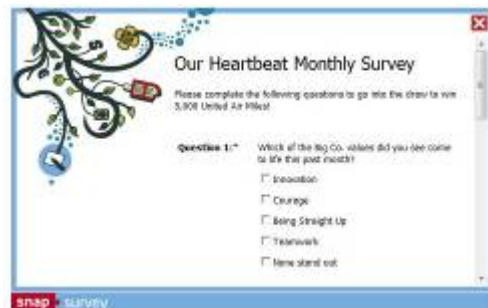 Our Heartbeat Monthly Survey
Please complete the following questions to go into the draw to win
3,000 United Air Miles!
Question 1:* Which of the Big Co. values did you see come
to life this past month?
Innovation
Courage
Being Straight Up
Teamwork
None stand out
snap survey